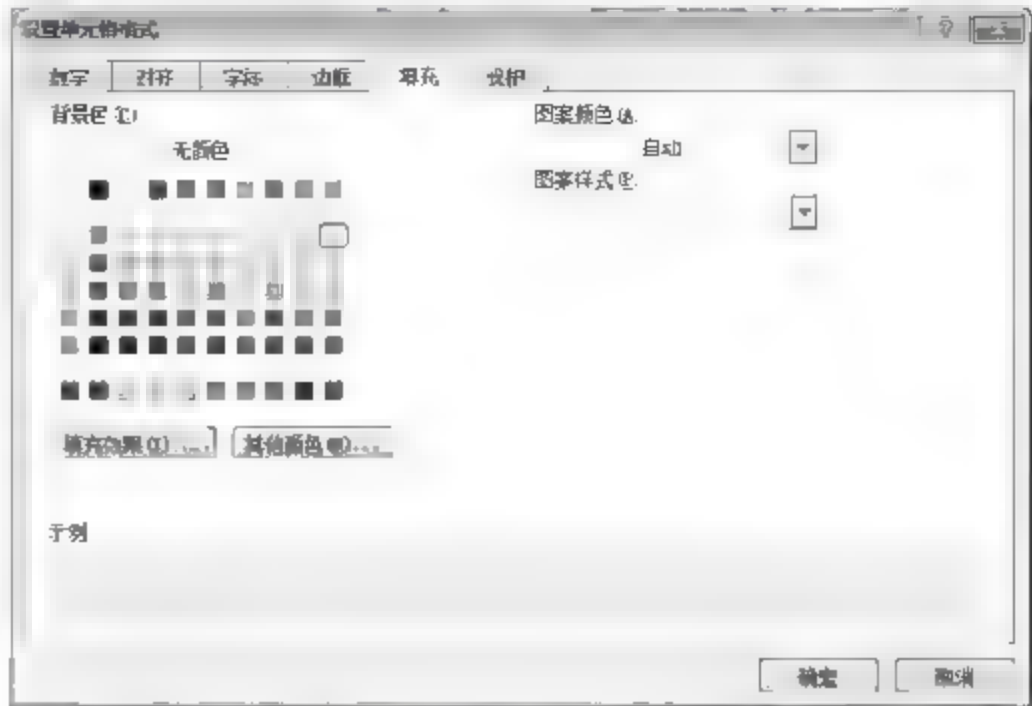 设置单元格格式
数字 对齐 字体 边框 填充 保护
背景色(C)
图案颜色(A)
无颜色
自动
图案样式(P)
填充效果(I)... 其他颜色(M)...
示例
确定 取消